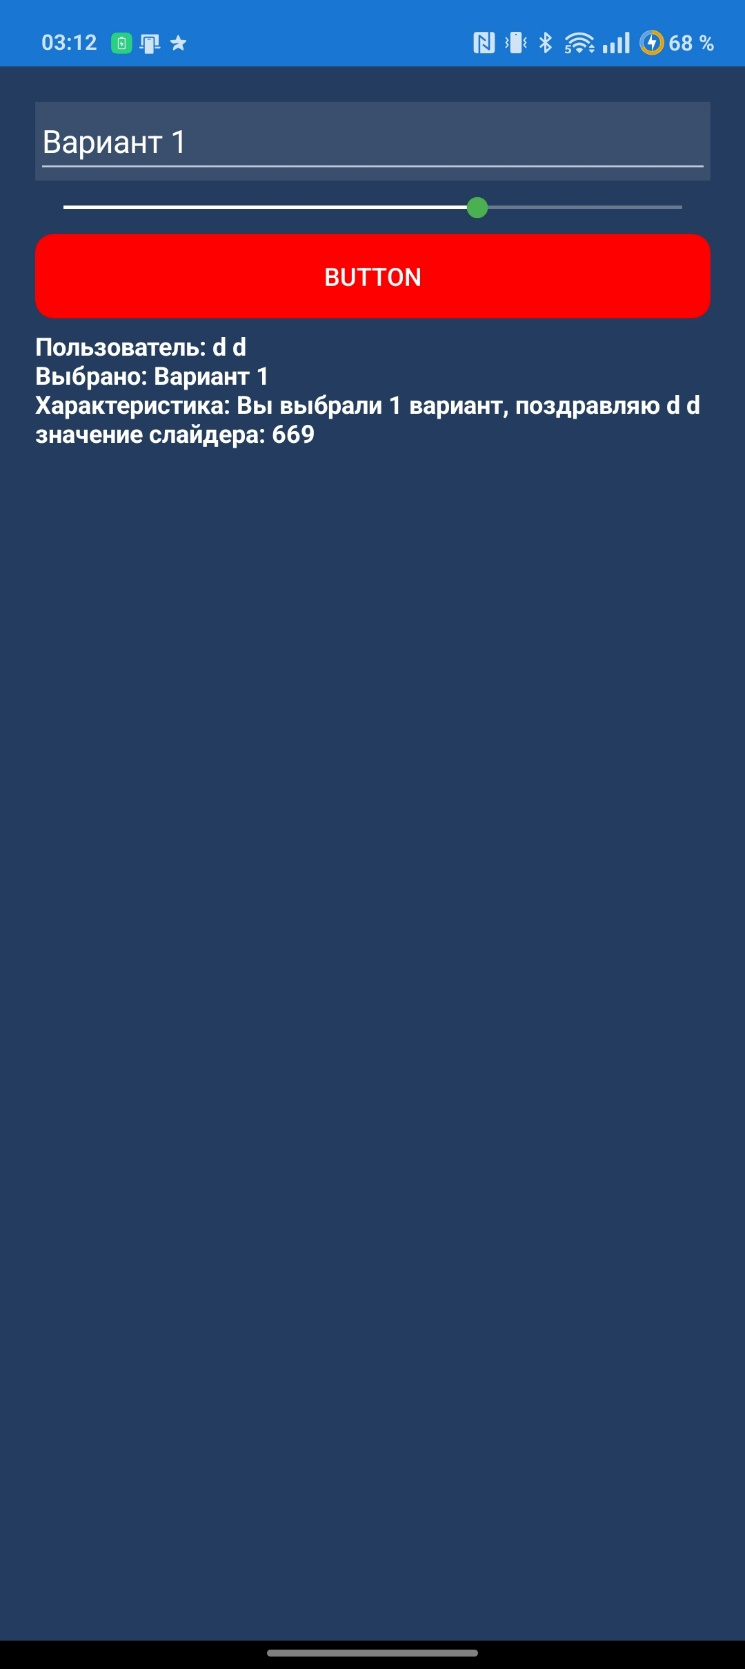 03:12
5
68 %
Вариант 1
BUTTON
Пользователь: d d
Выбрано: Вариант 1
Характеристика: Вы выбрали 1 вариант, поздравляю d d
значение слайдера: 669